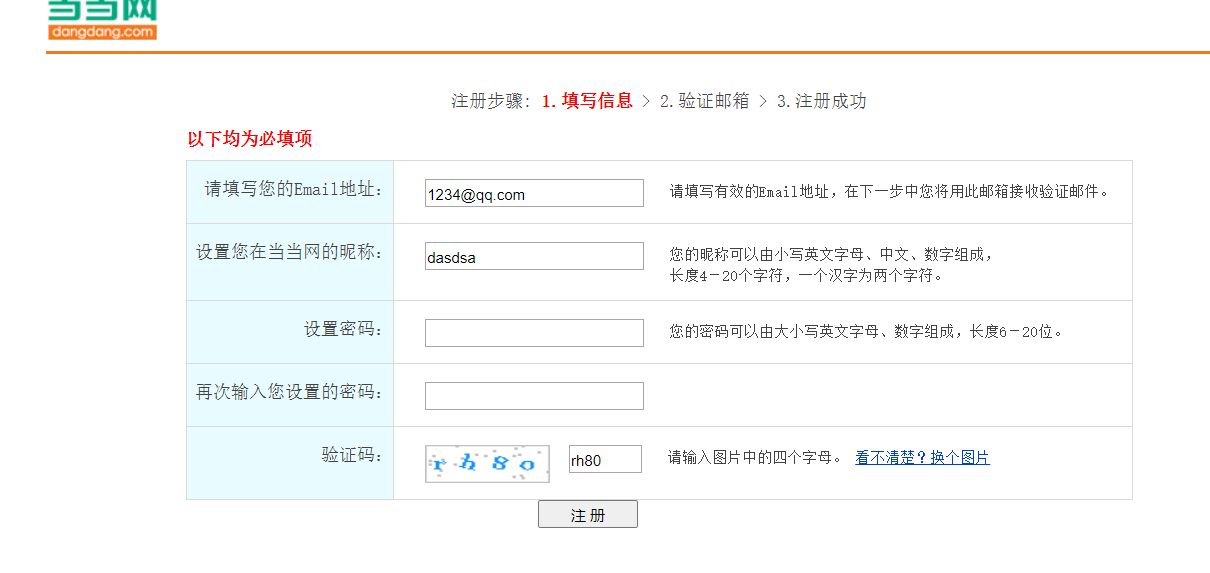 当当网
dangdang.com
注册步骤: 1.填写信息 > 2.验证邮箱 > 3.注册成功
以下均为必填项
请填写您的Email地址: 1234@qq.com 请填写有效的Email地址，在下一步中您将用此邮箱接收验证邮件。
设置您在当当网的昵称: dasdsa 您的昵称可以由小写英文字母、中文、数字组成，
长度4－20个字符，一个汉字为两个字符。
设置密码: 您的密码可以由大小写英文字母、数字组成，长度6－20位。
再次输入您设置的密码:
验证码: rh80 rh80 请输入图片中的四个字母。 看不清楚？换个图片
注 册